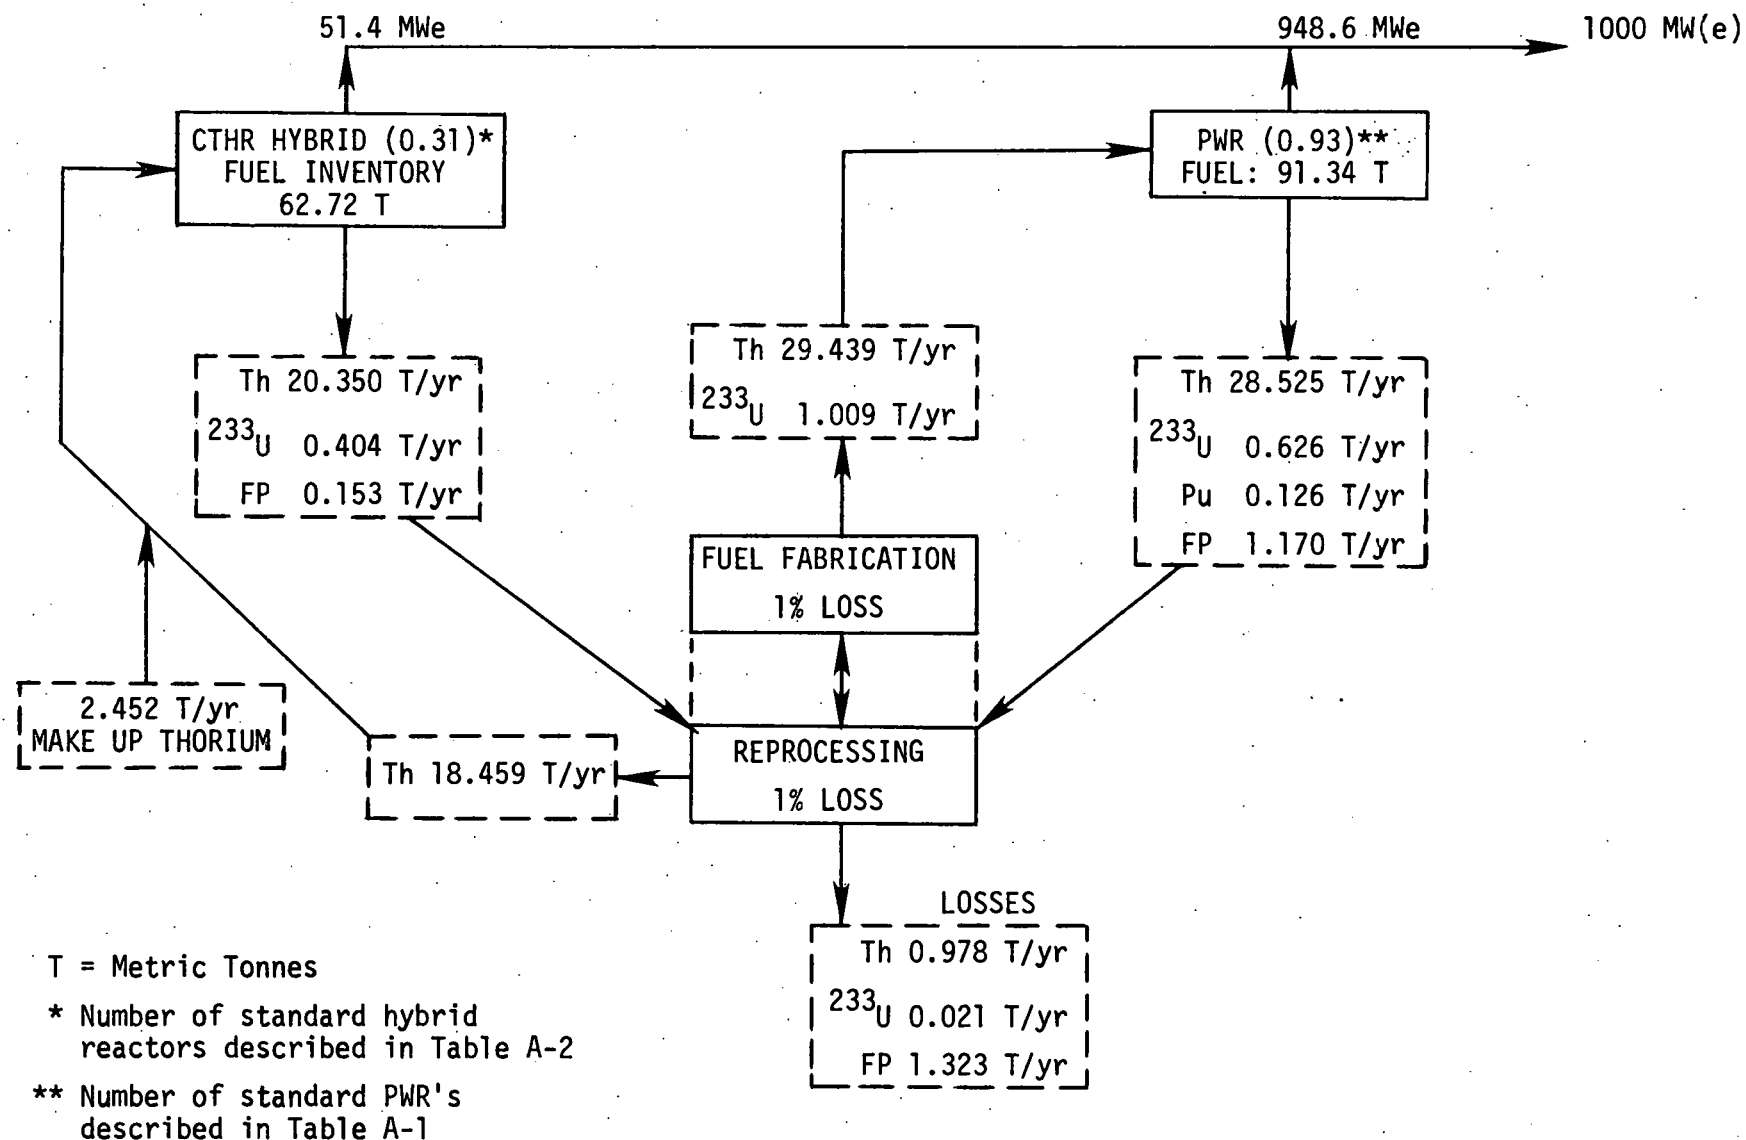 51.4 MWe
948.6 MWe
1000 MW(e)
CTHR HYBRID (0.31)*
FUEL INVENTORY
62.72 T
PWR (0.93)**
FUEL: 91.34 T
Th 20.350 T/yr
233U 0.404 T/yr
FP 0.153 T/yr
Th 29.439 T/yr
233U 1.009 T/yr
Th 28.525 T/yr
233U 0.626 T/yr
Pu 0.126 T/yr
FP 1.170 T/yr
FUEL FABRICATION
1% LOSS
2.452 T/yr
MAKE UP THORIUM
Th 18.459 T/yr
REPROCESSING
1% LOSS
LOSSES
Th 0.978 T/yr
233U 0.021 T/yr
FP 1.323 T/yr
T = Metric Tonnes
* Number of standard hybrid
reactors described in Table A-2
** Number of standard PWR's
described in Table A-1